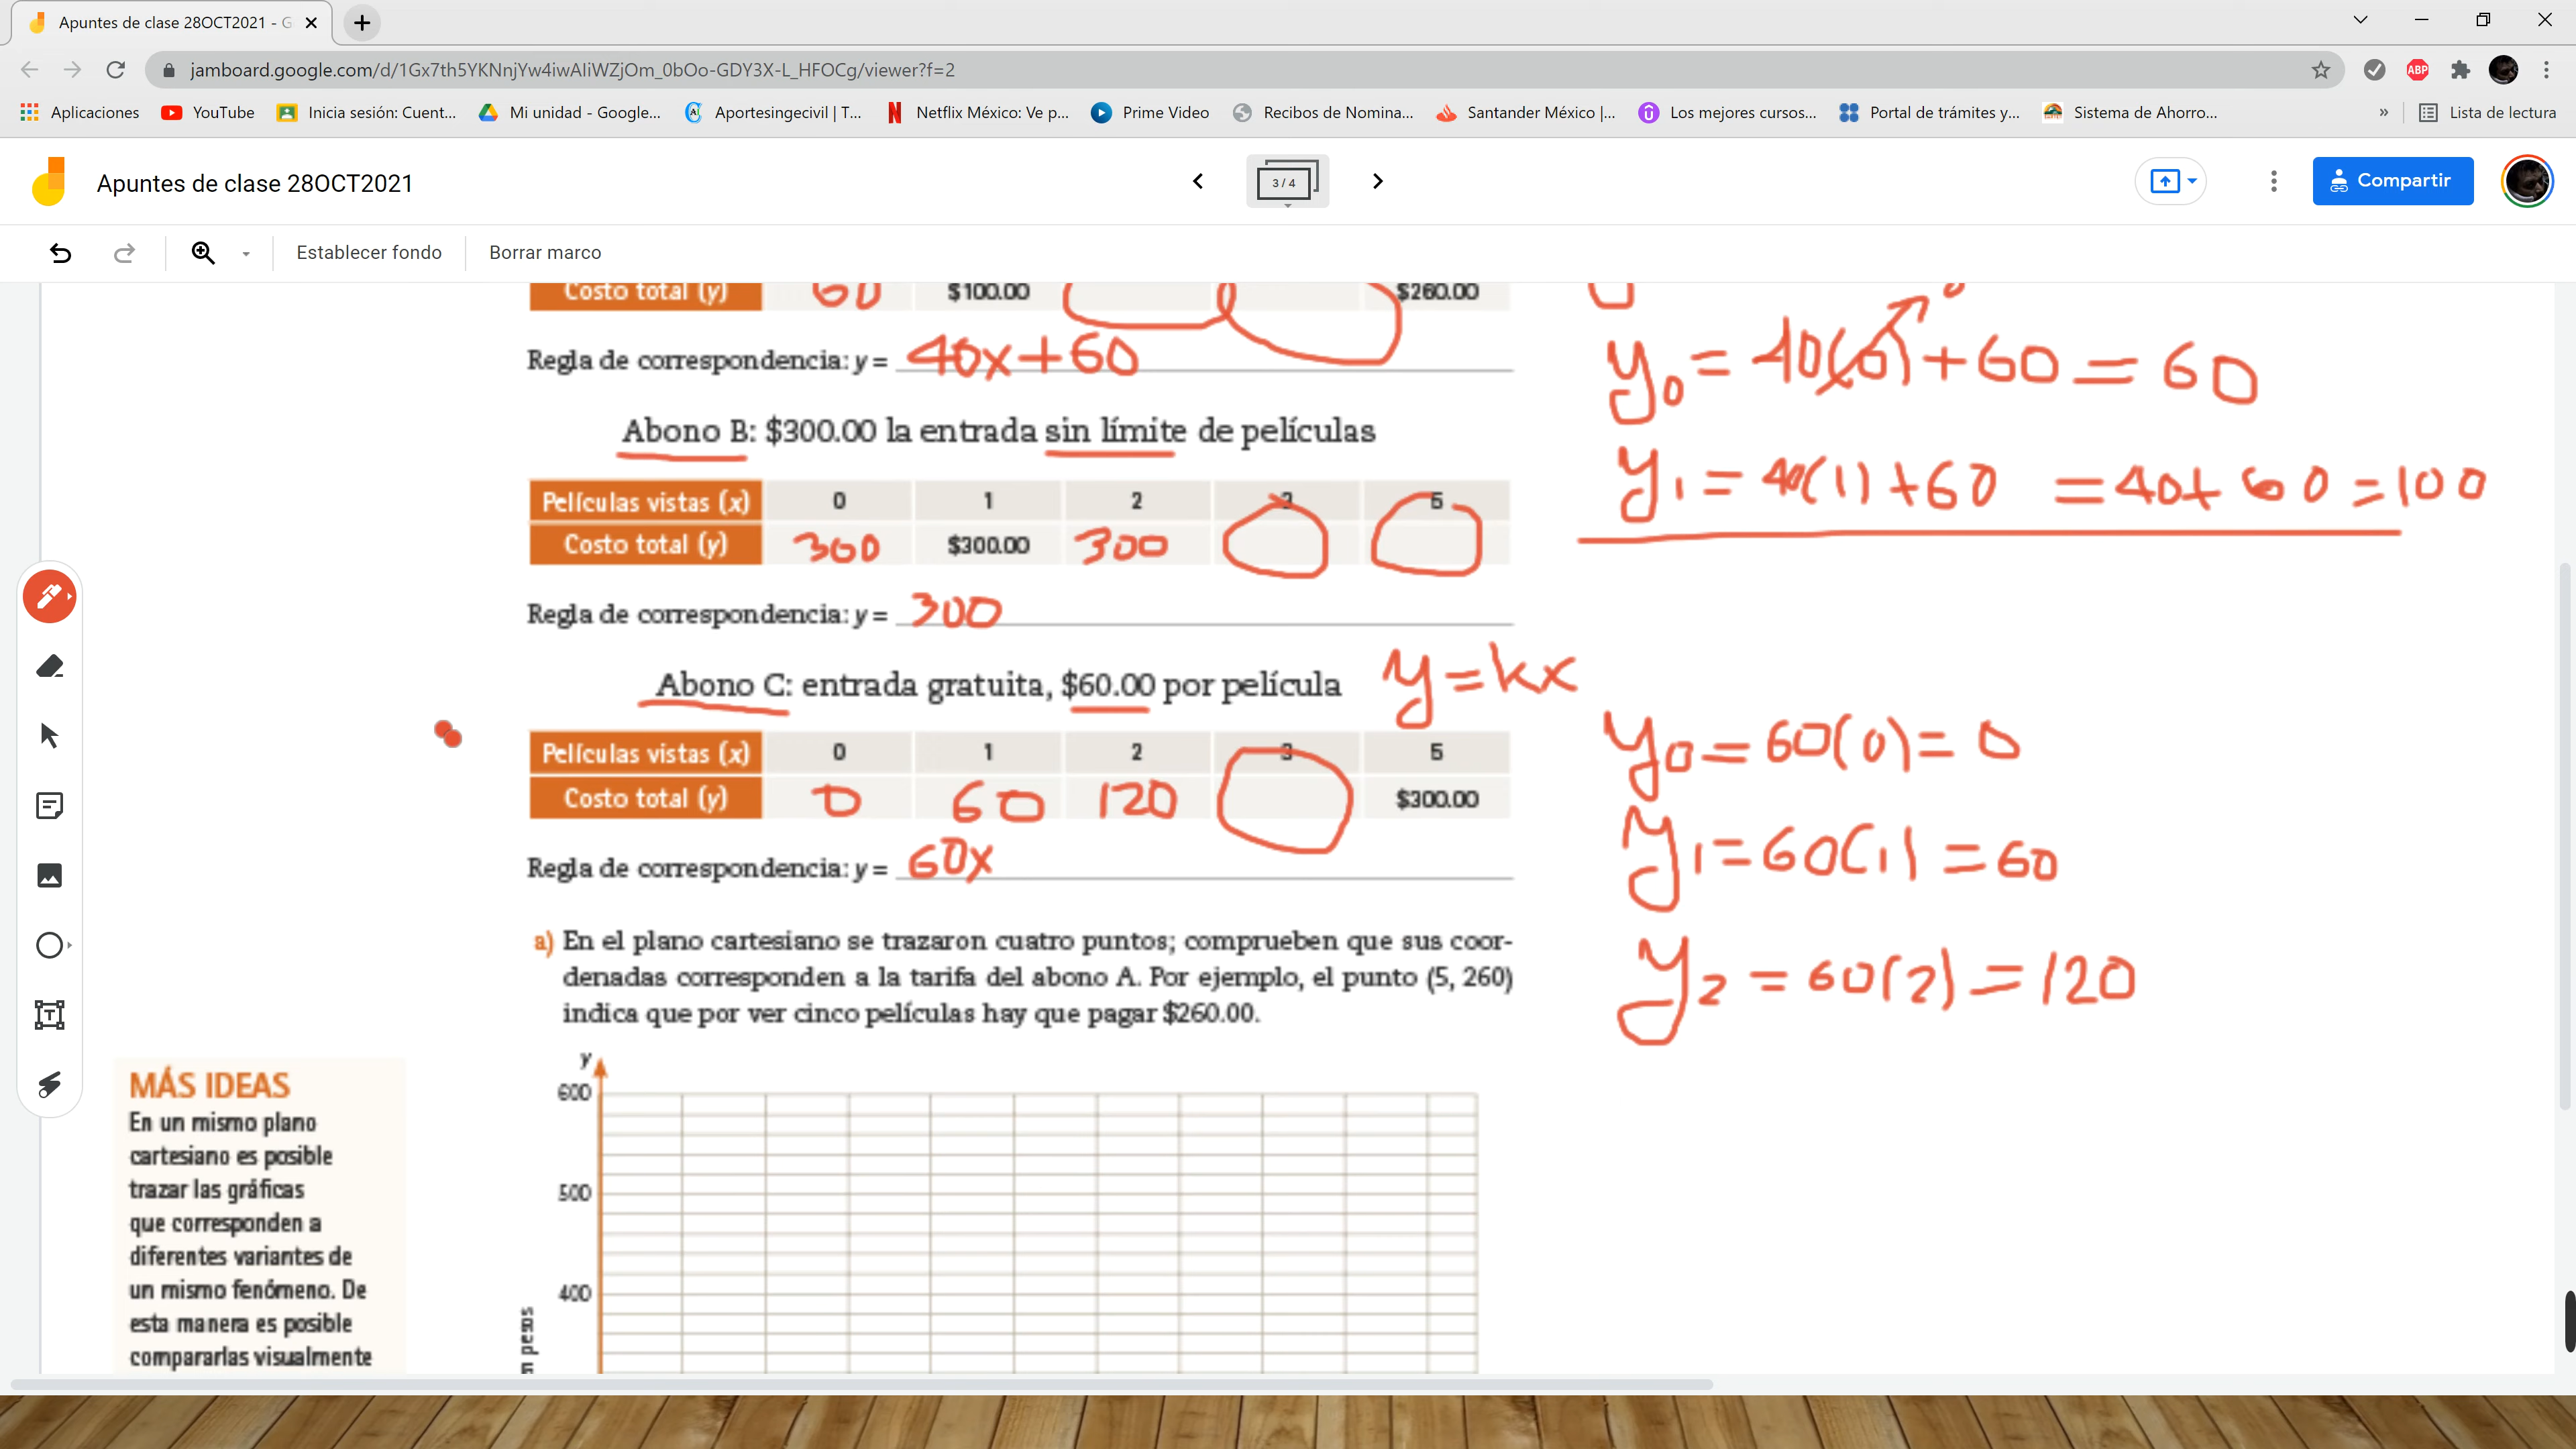 Apuntes de clase 28OCT2021 - G
jamboard.google.com/d/1Gx7th5YKNnjYw4iwAliWZjOm_0bOo-GDY3X-L_HFOCg/viewer?f=2
ABP
Aplicaciones YouTube Inicia sesión: Cuent... Mi unidad - Google... Aportesingecivil | T... Netflix México: Ve p... Prime Video Recibos de Nomina... Santander México |... Los mejores cursos... Portal de trámites y... Sistema de Ahorro... » Lista de lectura
Apuntes de clase 28OCT2021
3 / 4
Compartir
Establecer fondo Borrar marco
Costo total (y) 60 $100.00 $260.00
Regla de correspondencia: y = 40x+60
Abono B: $300.00 la entrada sin límite de películas
Películas vistas (x) 0 1 2 3 5
Costo total (y) 300 $300.00 300
Regla de correspondencia: y = 300
Abono C: entrada gratuita, $60.00 por película y=kx
Películas vistas (x) 0 1 2 3 5
Costo total (y) 0 60 120 $300.00
Regla de correspondencia: y = 60x
y0 = 40(0)+60 = 60
y1 = 40(1)+60 =40+60=100
y0=60(0)=0
y1=60(1)=60
y2 = 60(2)=120
a) En el plano cartesiano se trazaron cuatro puntos; comprueben que sus coor-
denadas corresponden a la tarifa del abono A. Por ejemplo, el punto (5, 260)
indica que por ver cinco películas hay que pagar $260.00.
y
600
500
400
n pesos
MÁS IDEAS
En un mismo plano
cartesiano es posible
trazar las gráficas
que corresponden a
diferentes variantes de
un mismo fenómeno. De
esta manera es posible
compararlas visualmente